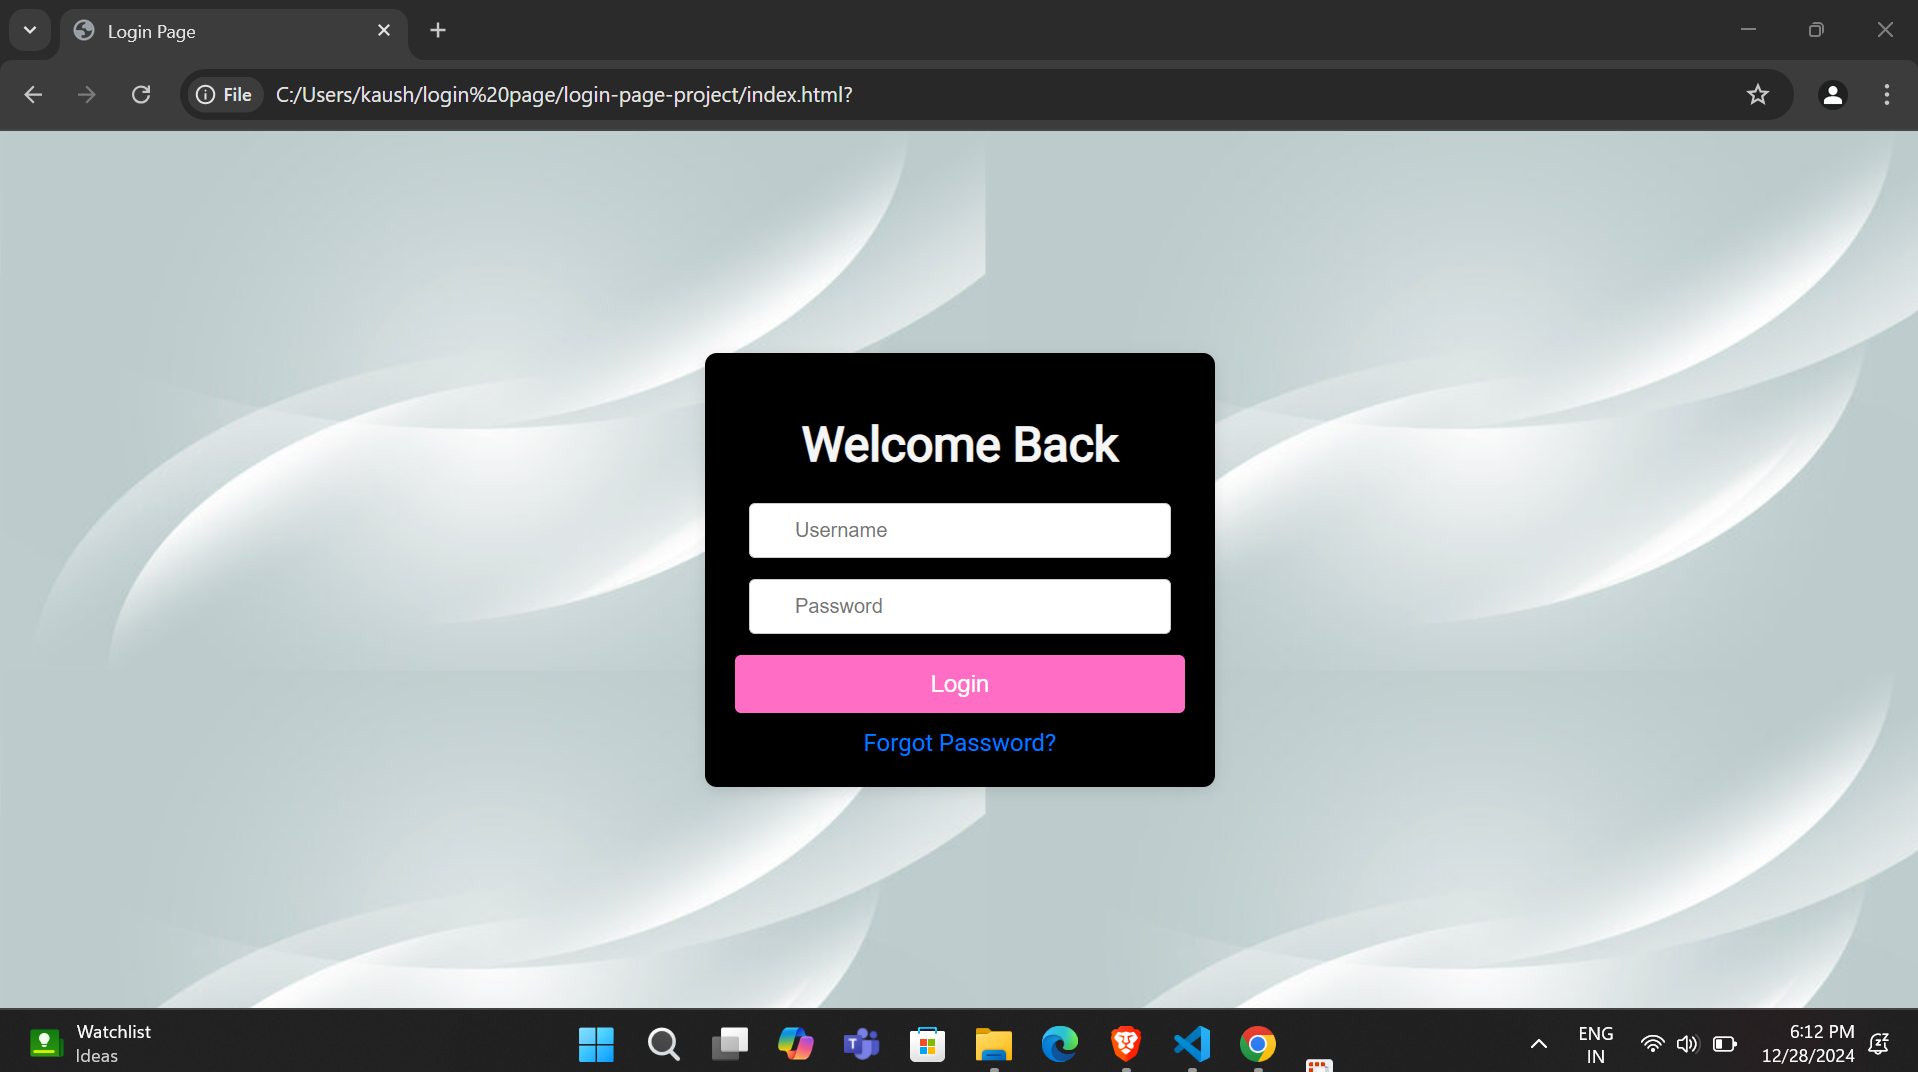 Login Page
File
C:/Users/kaush/login%20page/login-page-project/index.html?
Welcome Back
Username
Password
Login
Forgot Password?
Watchlist
Ideas
ENG
IN
6:12 PM
12/28/2024